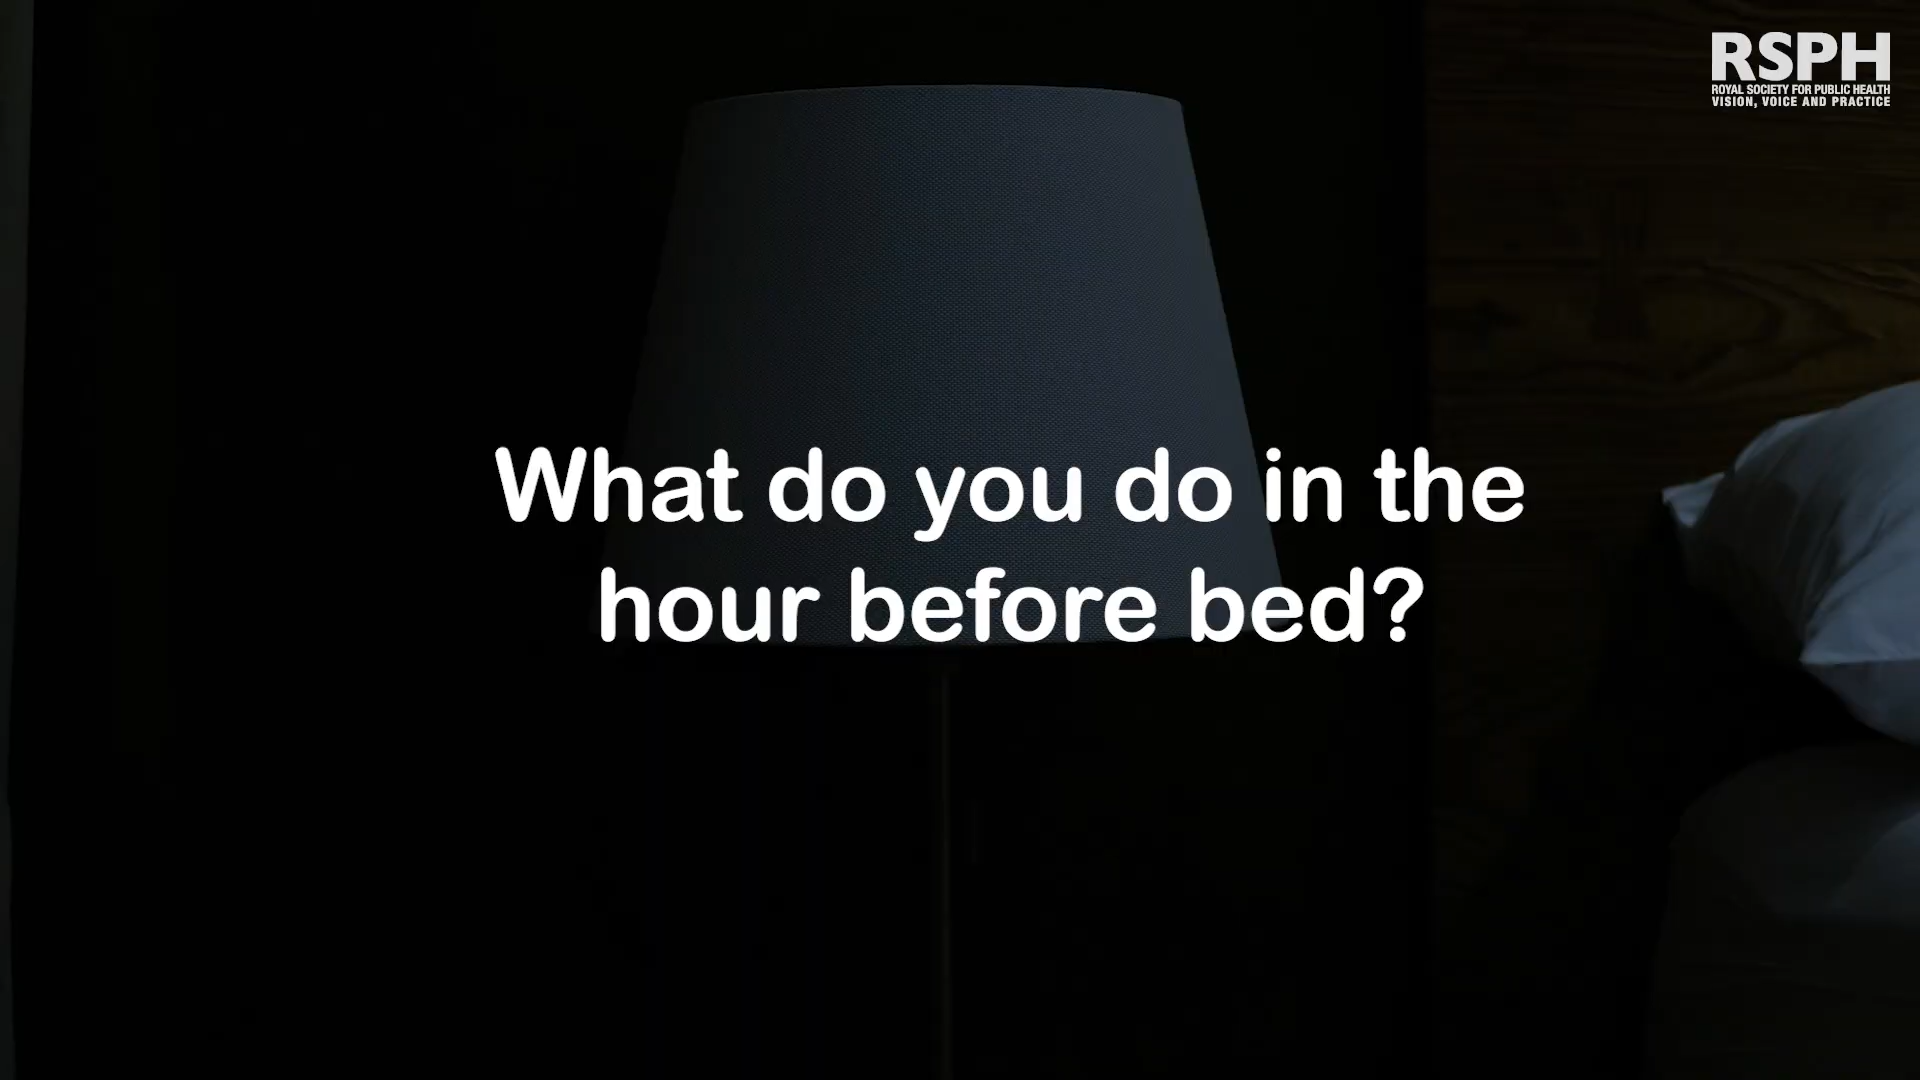 RSPH
ROYAL SOCIETY FOR PUBLIC HEALTH
VISION, VOICE AND PRACTICE
What do you do in the
hour before bed?